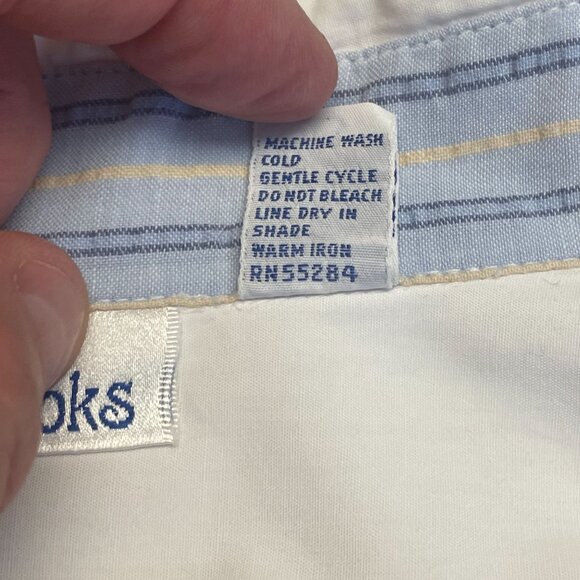 MACHINE WASH
COLD
GENTLE CYCLE
DO NOT BLEACH
LINE DRY IN
SHADE
WARM IRON
RN55284
oks